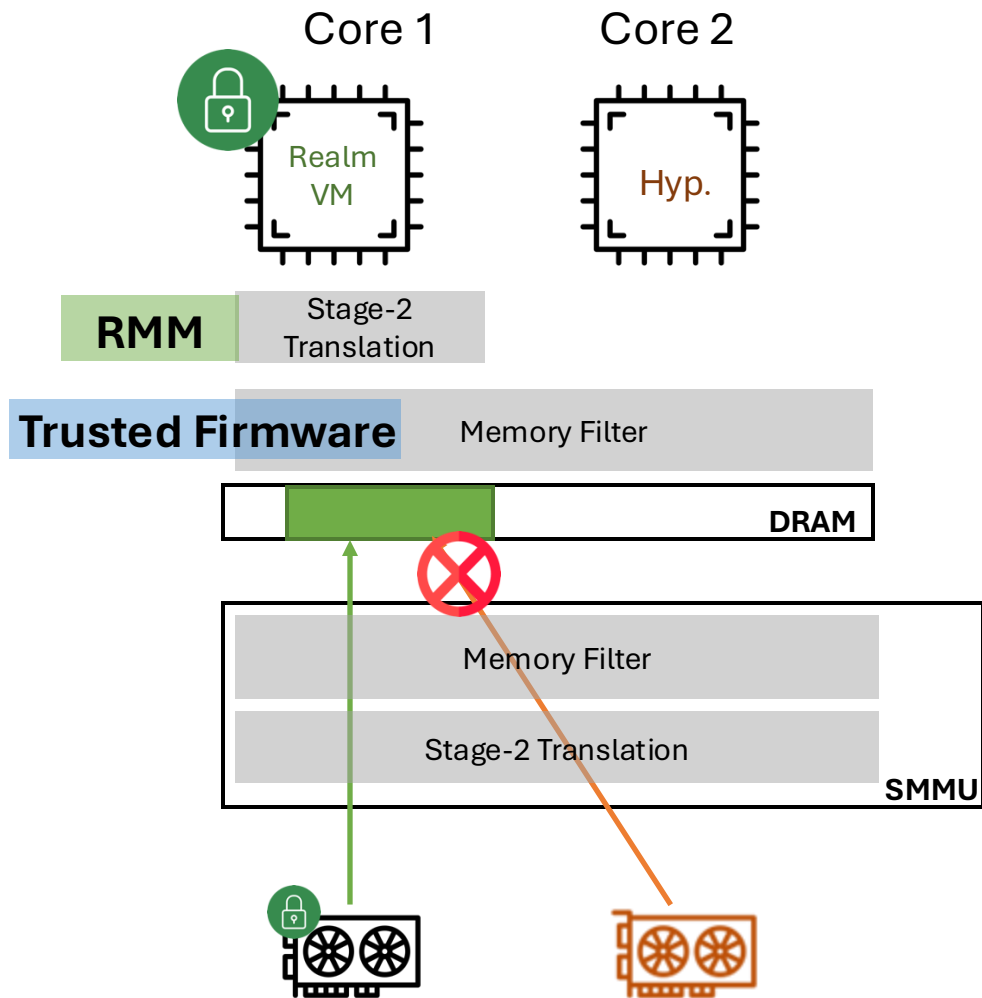 Core 1
Core 2
Realm
VM
Hyp.
RMM
Stage-2
Translation
Trusted Firmware
Memory Filter
DRAM
Memory Filter
Stage-2 Translation
SMMU